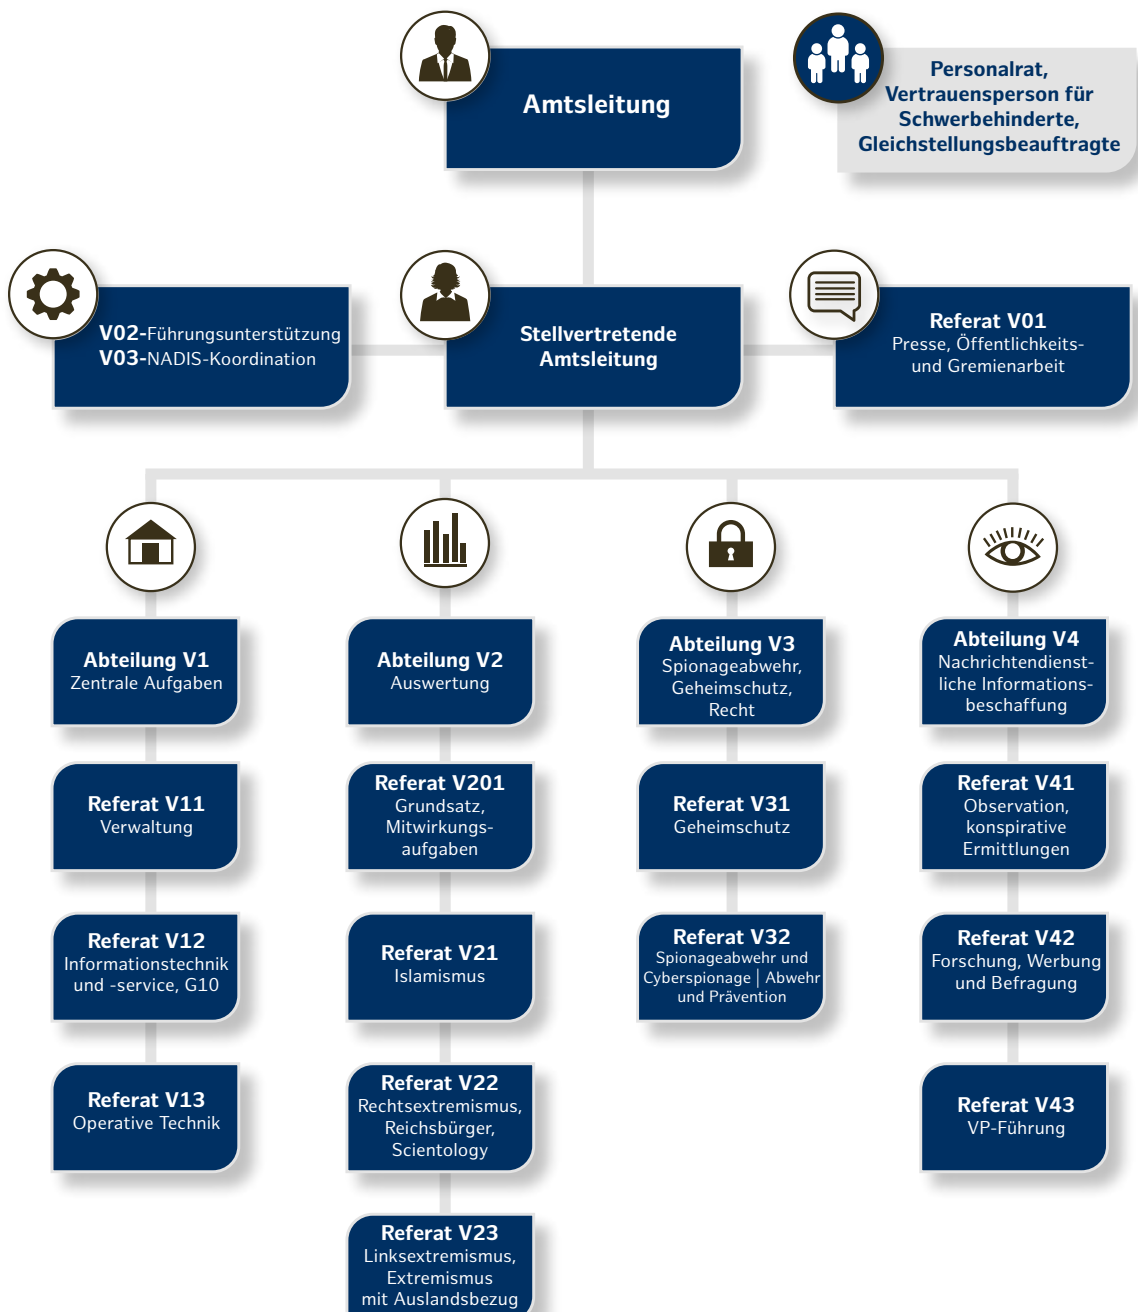 Amtsleitung
Personalrat,
Vertrauensperson für
Schwerbehinderte,
Gleichstellungsbeauftragte
V02-Führungsunterstützung
V03-NADIS-Koordination
Stellvertretende
Amtsleitung
Referat V01
Presse, Öffentlichkeits-
und Gremienarbeit
Abteilung V1
Zentrale Aufgaben
Referat V11
Verwaltung
Referat V12
Informationstechnik
und -service, G10
Referat V13
Operative Technik
Abteilung V2
Auswertung
Referat V201
Grundsatz,
Mitwirkungs-
aufgaben
Referat V21
Islamismus
Referat V22
Rechtsextremismus,
Reichsbürger,
Scientology
Referat V23
Linksextremismus,
Extremismus
mit Auslandsbezug
Abteilung V3
Spionageabwehr,
Geheimschutz,
Recht
Referat V31
Geheimschutz
Referat V32
Spionageabwehr und
Cyberspionage | Abwehr
und Prävention
Abteilung V4
Nachrichtendienst-
liche Informations-
beschaffung
Referat V41
Observation,
konspirative
Ermittlungen
Referat V42
Forschung, Werbung
und Befragung
Referat V43
VP-Führung